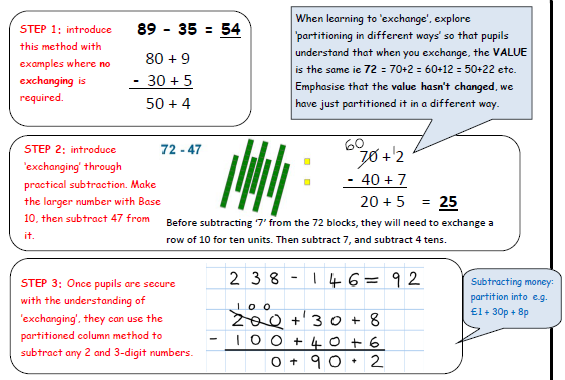 STEP 1: introduce
this method with
examples where no
exchanging is
required.
89 - 35 = 54
80 + 9
- 30 + 5
50 + 4
When learning to ‘exchange’, explore
‘partitioning in different ways’ so that pupils
understand that when you exchange, the VALUE
is the same ie 72 = 70+2 = 60+12 = 50+22 etc.
Emphasise that the value hasn't changed, we
have just partitioned it in a different way.
STEP 2: introduce
‘exchanging’ through
practical subtraction. Make
the larger number with Base
10, then subtract 47 from
it.
72 - 47
60
70 + 12
- 40 + 7
20 + 5 = 25
Before subtracting ‘7’ from the 72 blocks, they will need to exchange a
row of 10 for ten units. Then subtract 7, and subtract 4 tens.
STEP 3: Once pupils are secure
with the understanding of
‘exchanging’, they can use the
partitioned column method to
subtract any 2 and 3-digit numbers.
238 - 146 = 92
100
200 + 130 + 8
- 100 + 40 + 6
0 + 90 + 2
Subtracting money:
partition into e.g.
£1 + 30p + 8p